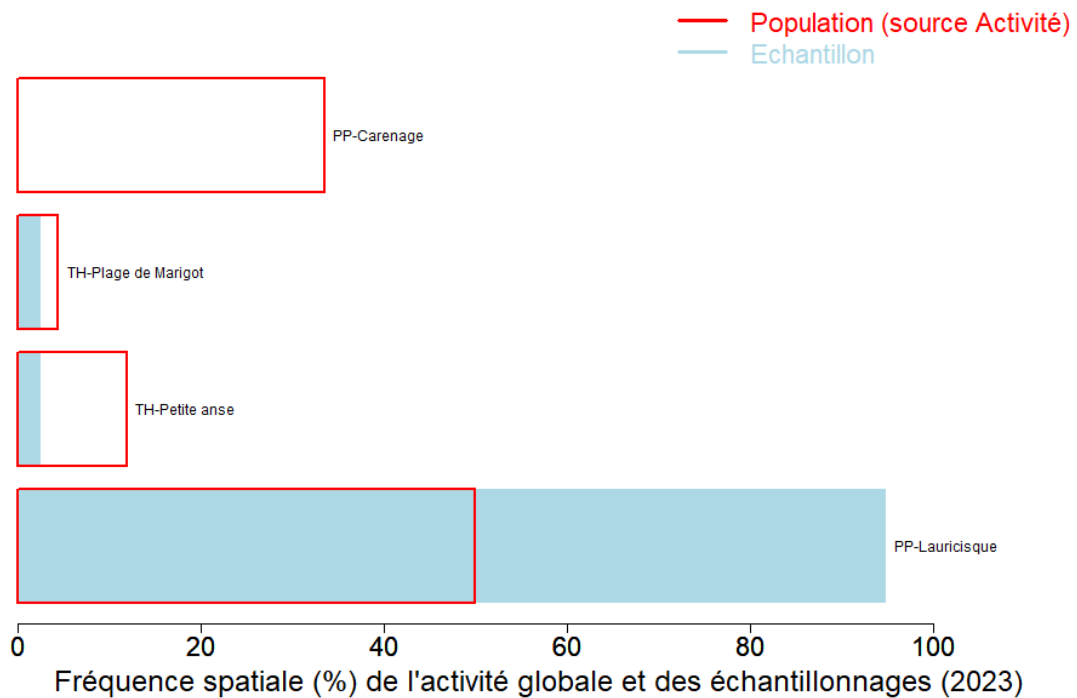 Population (source Activité)
Echantillon
PP-Carenage
TH-Plage de Marigot
TH-Petite anse
PP-Lauricisque
0 20 40 60 80 100
Fréquence spatiale (%) de l'activité globale et des échantillonnages (2023)